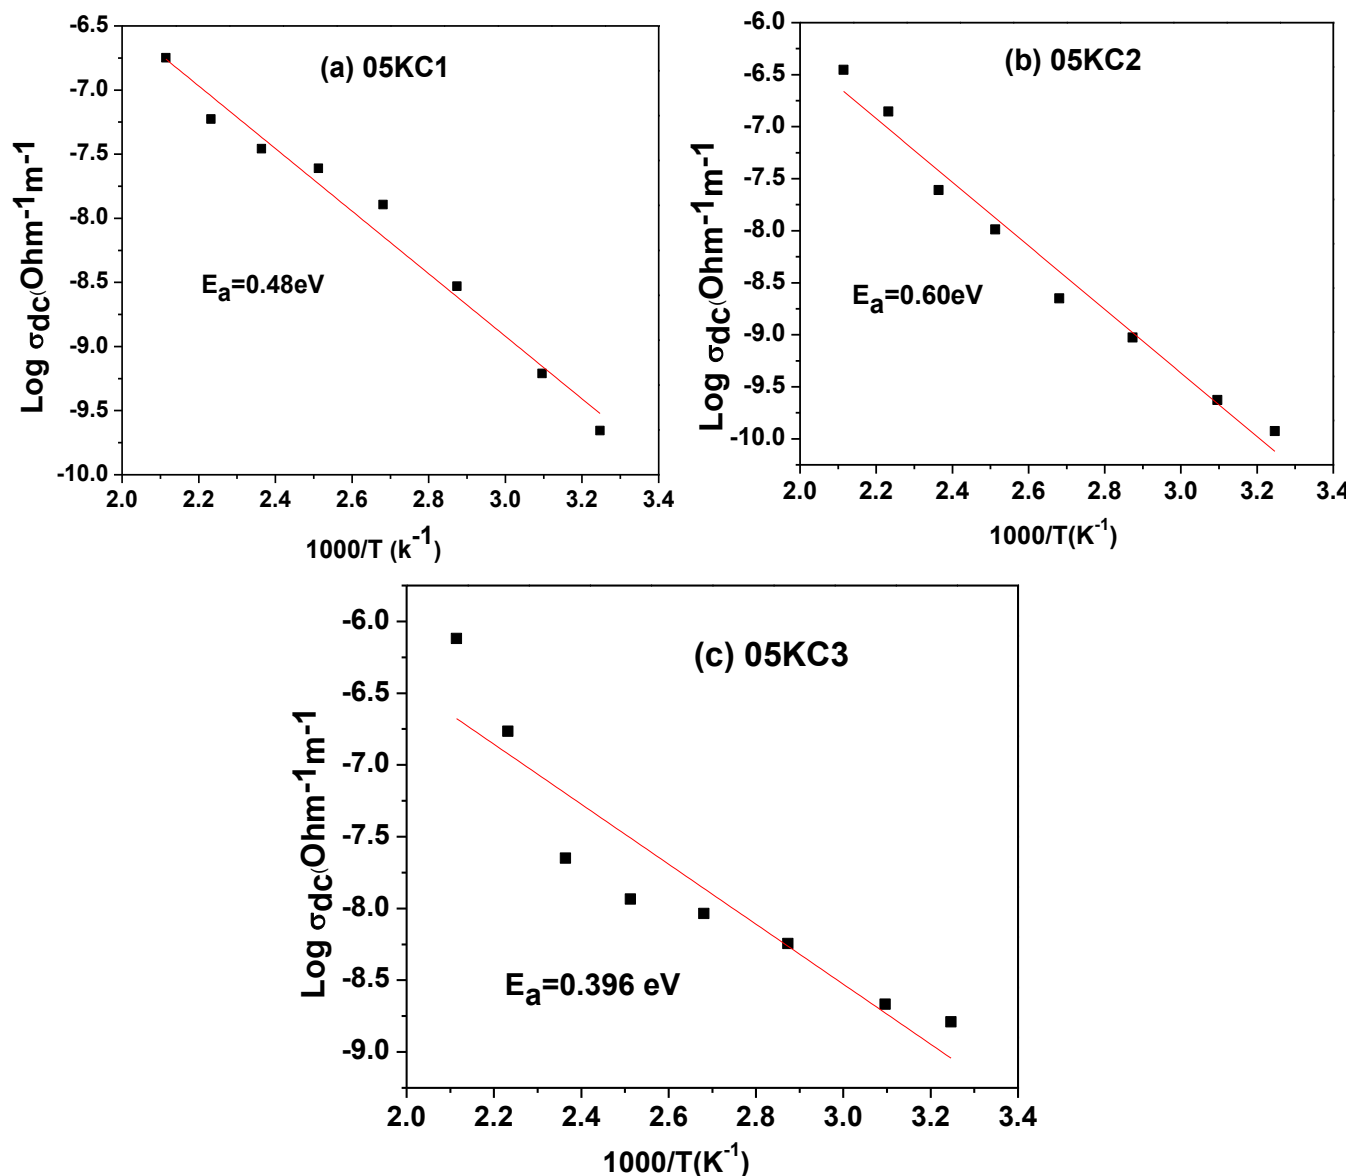 (a) 05KC1
-6.5
-7.0
-7.5
-8.0
-8.5
-9.0
-9.5
-10.0
Log σdc(Ohm-1m-1
Ea=0.48eV
2.0 2.2 2.4 2.6 2.8 3.0 3.2 3.4
1000/T (k-1)
(b) 05KC2
-6.0
-6.5
-7.0
-7.5
-8.0
-8.5
-9.0
-9.5
-10.0
Log σdc(Ohm-1m-1
Ea=0.60eV
2.0 2.2 2.4 2.6 2.8 3.0 3.2 3.4
1000/T(K-1)
(c) 05KC3
-6.0
-6.5
-7.0
-7.5
-8.0
-8.5
-9.0
Log σdc(Ohm-1m-1
Ea=0.396 eV
2.0 2.2 2.4 2.6 2.8 3.0 3.2 3.4
1000/T(K-1)